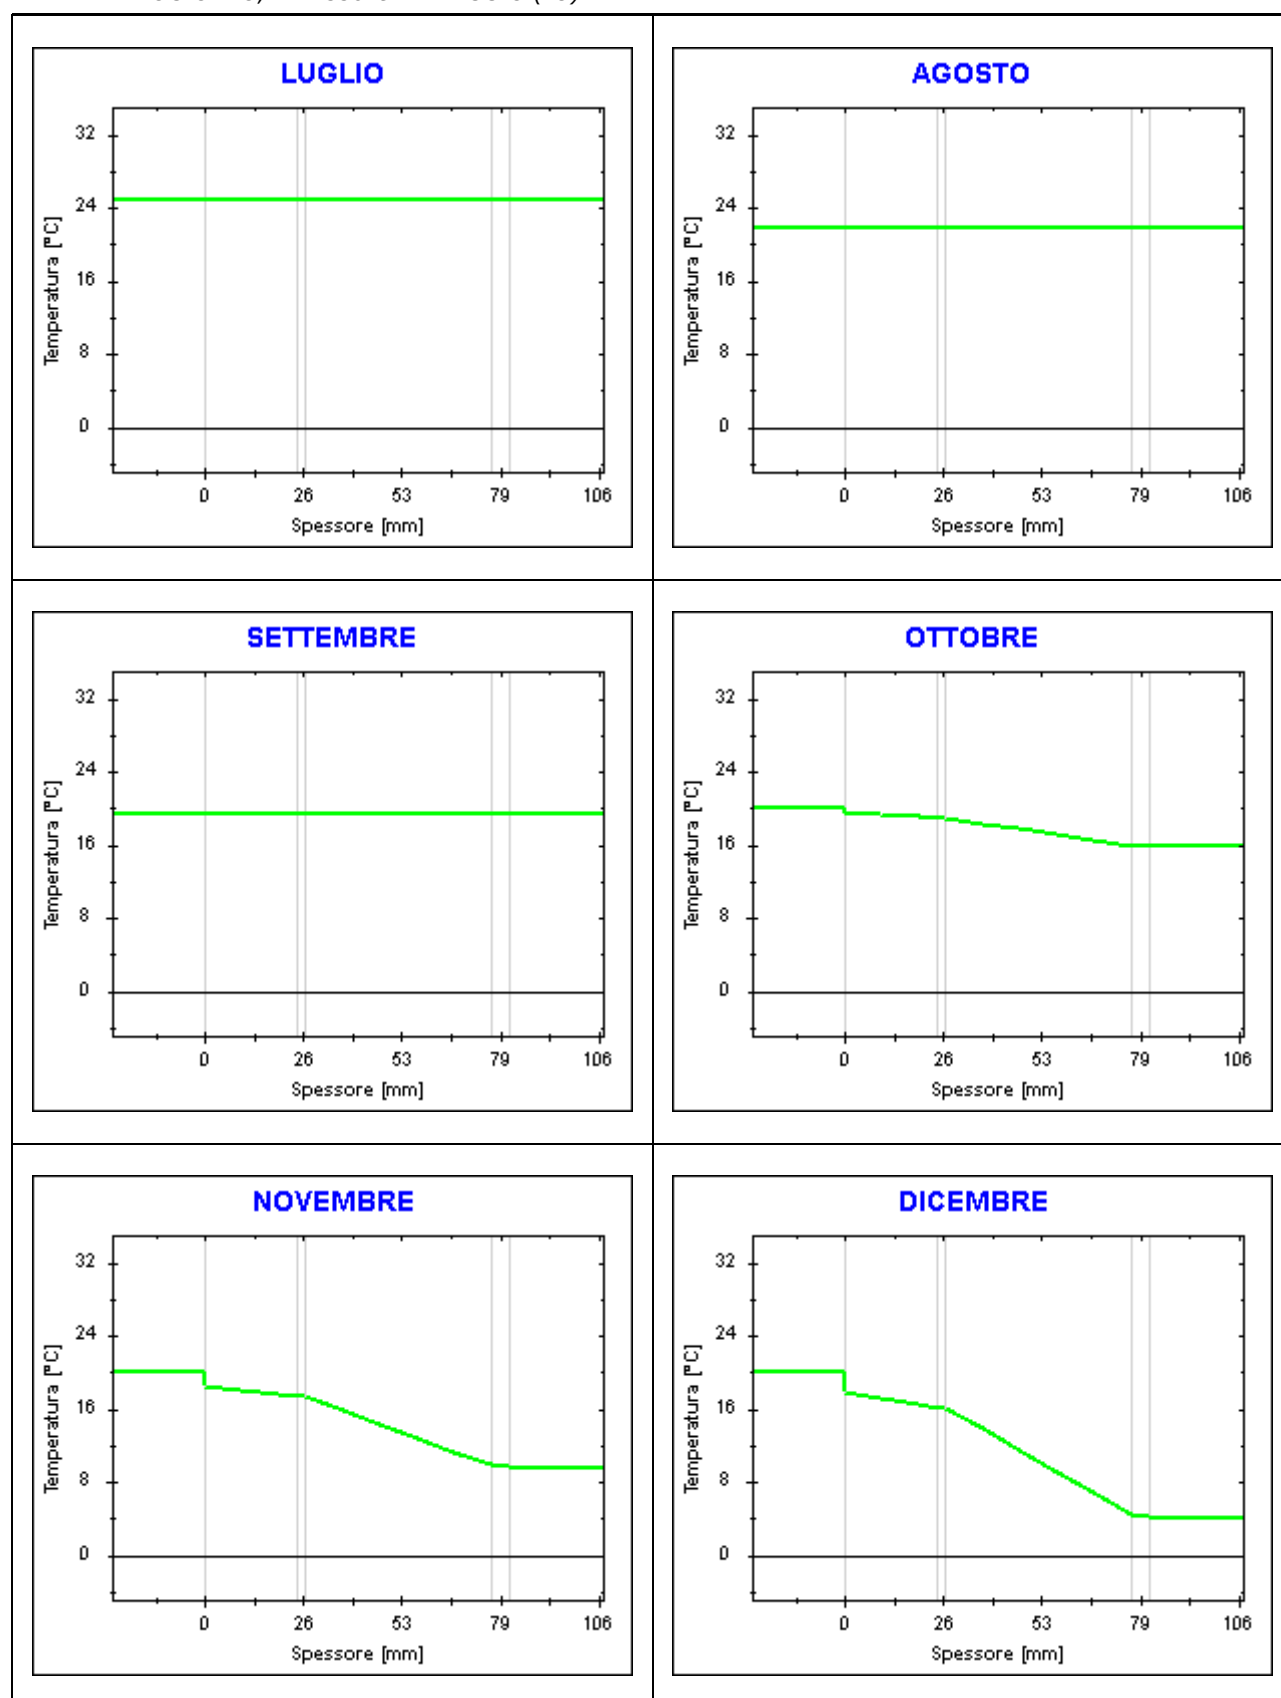 LUGLIO
32
24
16
8
0
Temperatura [°C]
0 26 53 79 106
Spessore [mm]
AGOSTO
32
24
16
8
0
Temperatura [°C]
0 26 53 79 106
Spessore [mm]
SETTEMBRE
32
24
16
8
0
Temperatura [°C]
0 26 53 79 106
Spessore [mm]
OTTOBRE
32
24
16
8
0
Temperatura [°C]
0 26 53 79 106
Spessore [mm]
NOVEMBRE
32
24
16
8
0
Temperatura [°C]
0 26 53 79 106
Spessore [mm]
DICEMBRE
32
24
16
8
0
Temperatura [°C]
0 26 53 79 106
Spessore [mm]